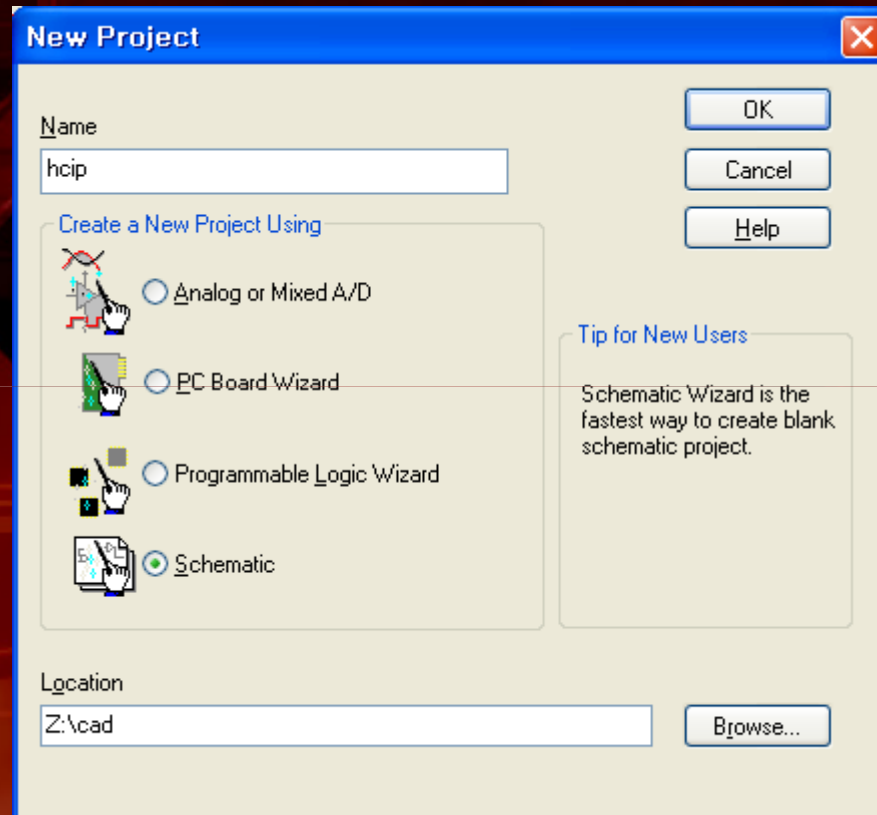 New Project
Name
hcip
OK
Cancel
Help
Create a New Project Using
Analog or Mixed A/D
PC Board Wizard
Programmable Logic Wizard
Schematic
Tip for New Users
Schematic Wizard is the
fastest way to create blank
schematic project.
Location
Z:\cad
Browse...